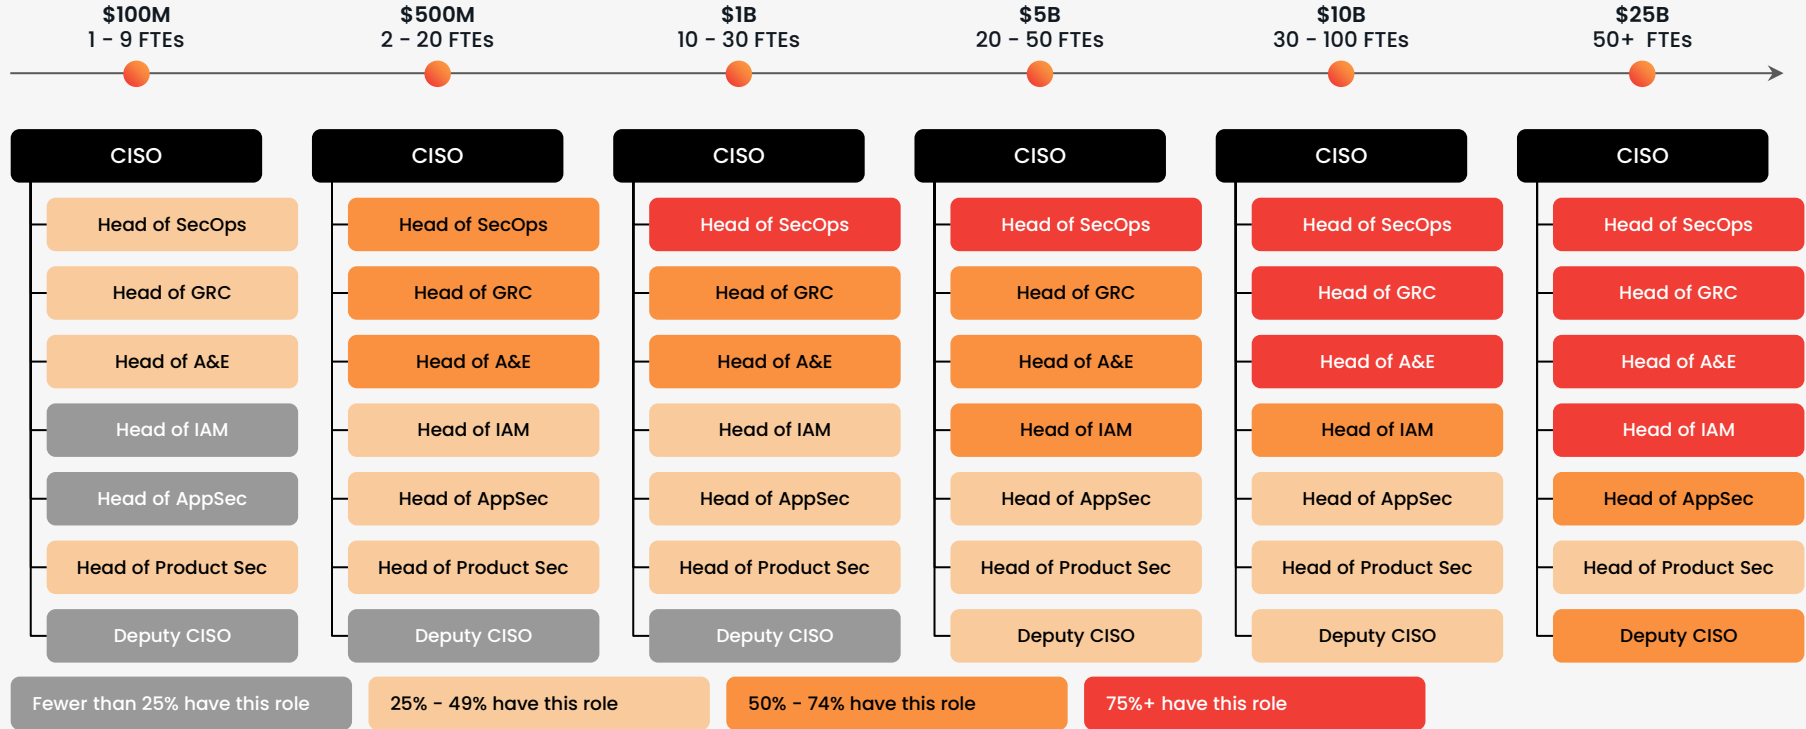 $100M
1 - 9 FTEs
$500M
2 - 20 FTEs
$1B
10 - 30 FTEs
$5B
20 - 50 FTEs
$10B
30 - 100 FTEs
$25B
50+ FTEs
CISO
Head of SecOps
Head of GRC
Head of A&E
Head of IAM
Head of AppSec
Head of Product Sec
Deputy CISO
CISO
Head of SecOps
Head of GRC
Head of A&E
Head of IAM
Head of AppSec
Head of Product Sec
Deputy CISO
CISO
Head of SecOps
Head of GRC
Head of A&E
Head of IAM
Head of AppSec
Head of Product Sec
Deputy CISO
CISO
Head of SecOps
Head of GRC
Head of A&E
Head of IAM
Head of AppSec
Head of Product Sec
Deputy CISO
CISO
Head of SecOps
Head of GRC
Head of A&E
Head of IAM
Head of AppSec
Head of Product Sec
Deputy CISO
CISO
Head of SecOps
Head of GRC
Head of A&E
Head of IAM
Head of AppSec
Head of Product Sec
Deputy CISO
Fewer than 25% have this role
25% - 49% have this role
50% - 74% have this role
75%+ have this role